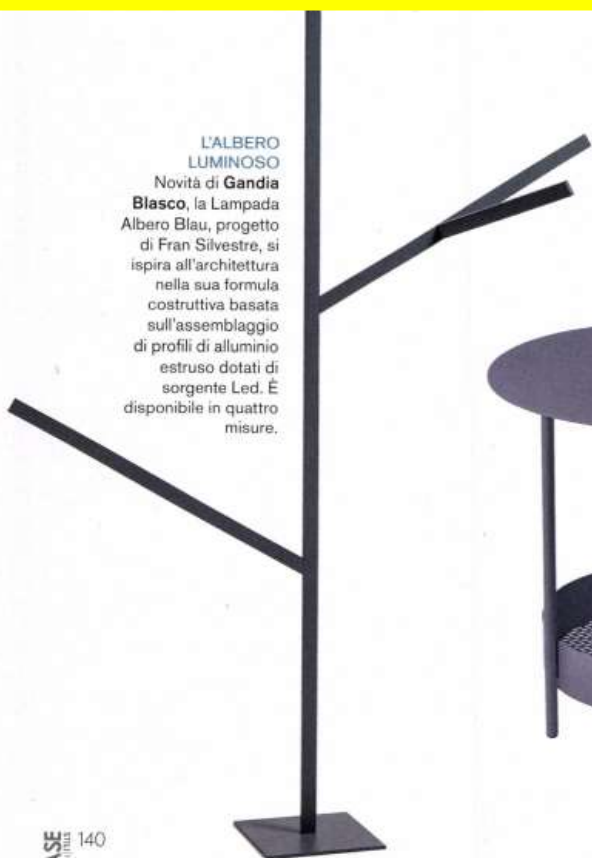 L'ALBERO
LUMINOSO
Novità di Gandia
Blasco, la Lampada
Albero Blau, progetto
di Fran Silvestre, si
ispira all'architettura
nella sua formula
costruttiva basata
sull'assemblaggio
di profili di alluminio
estruso dotati di
sorgente Led. È
disponibile in quattro
misure.
140